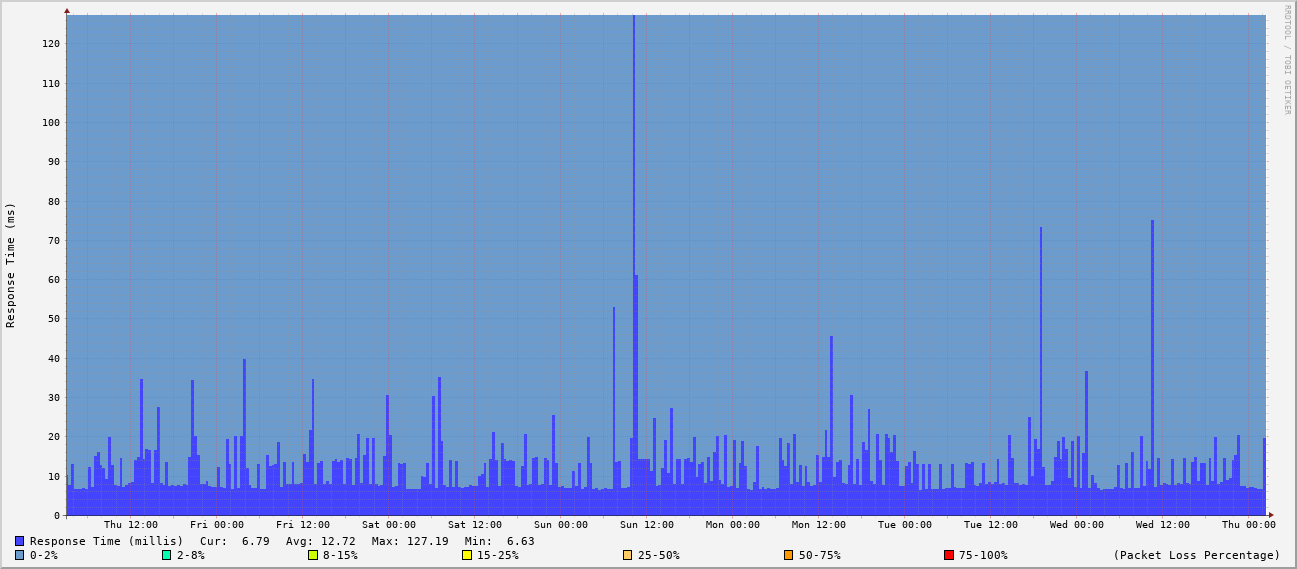 RRDTOOL / TOBI OETIKER
Response Time (ms)
120
110
100
90
80
70
60
50
40
30
20
10
0
Thu 12:00 Fri 00:00 Fri 12:00 Sat 00:00 Sat 12:00 Sun 00:00 Sun 12:00 Mon 00:00 Mon 12:00 Tue 00:00 Tue 12:00 Wed 00:00 Wed 12:00 Thu 00:00
Response Time (millis) Cur: 6.79 Avg: 12.72 Max: 127.19 Min: 6.63
0-2% 2-8% 8-15% 15-25% 25-50% 50-75% 75-100% (Packet Loss Percentage)